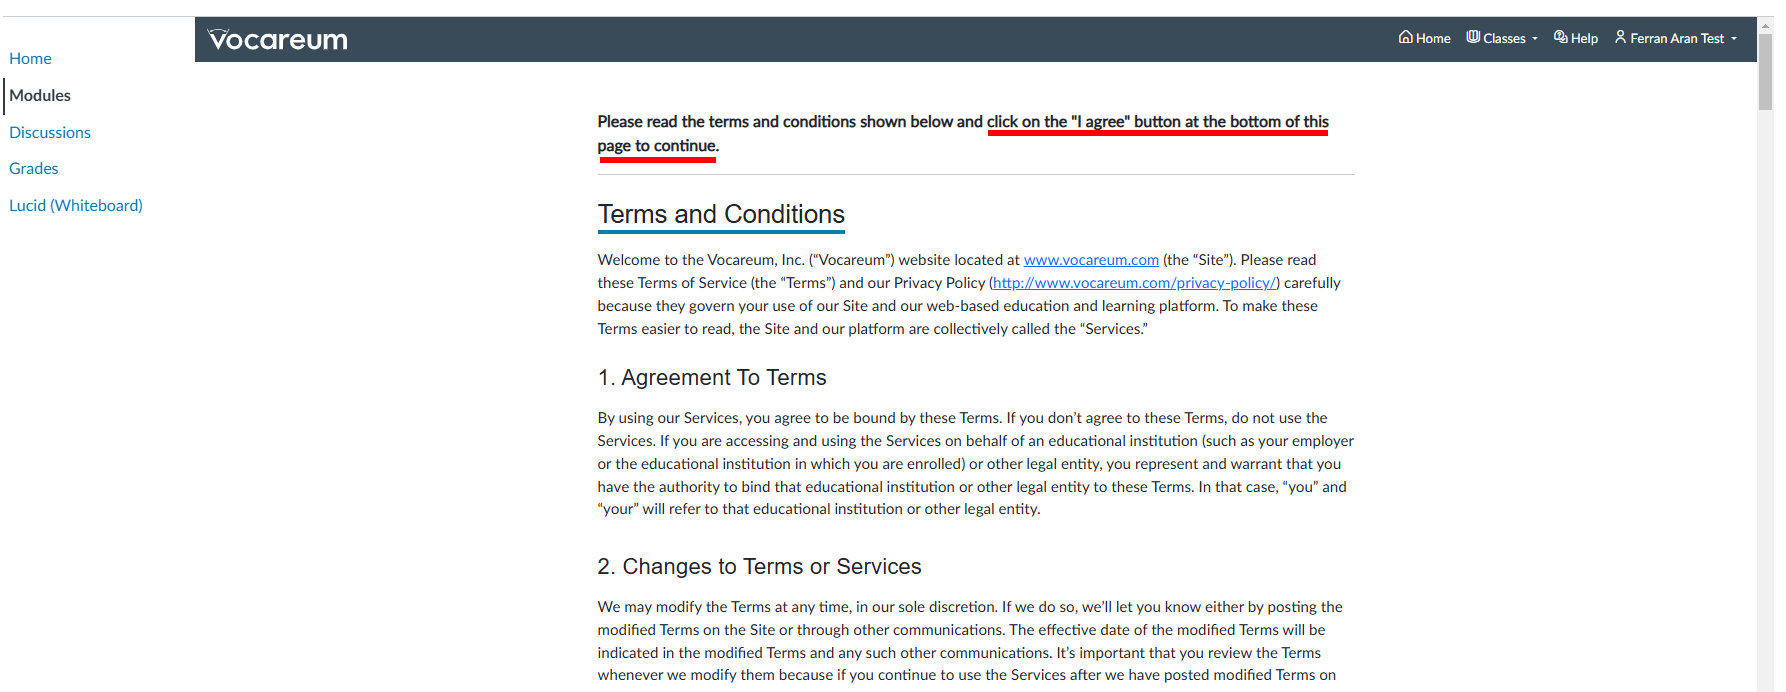 Vocareum
Home Classes Help Ferran Aran Test
Home
Modules
Discussions
Grades
Lucid (Whiteboard)
Please read the terms and conditions shown below and click on the "I agree" button at the bottom of this
page to continue.
Terms and Conditions
Welcome to the Vocareum, Inc. (“Vocareum”) website located at www.vocareum.com (the “Site”). Please read
these Terms of Service (the “Terms”) and our Privacy Policy (http://www.vocareum.com/privacy-policy/) carefully
because they govern your use of our Site and our web-based education and learning platform. To make these
Terms easier to read, the Site and our platform are collectively called the “Services.”
1. Agreement To Terms
By using our Services, you agree to be bound by these Terms. If you don’t agree to these Terms, do not use the
Services. If you are accessing and using the Services on behalf of an educational institution (such as your employer
or the educational institution in which you are enrolled) or other legal entity, you represent and warrant that you
have the authority to bind that educational institution or other legal entity to these Terms. In that case, “you” and
“your” will refer to that educational institution or other legal entity.
2. Changes to Terms or Services
We may modify the Terms at any time, in our sole discretion. If we do so, we’ll let you know either by posting the
modified Terms on the Site or through other communications. The effective date of the modified Terms will be
indicated in the modified Terms and any such other communications. It’s important that you review the Terms
whenever we modify them because if you continue to use the Services after we have posted modified Terms on